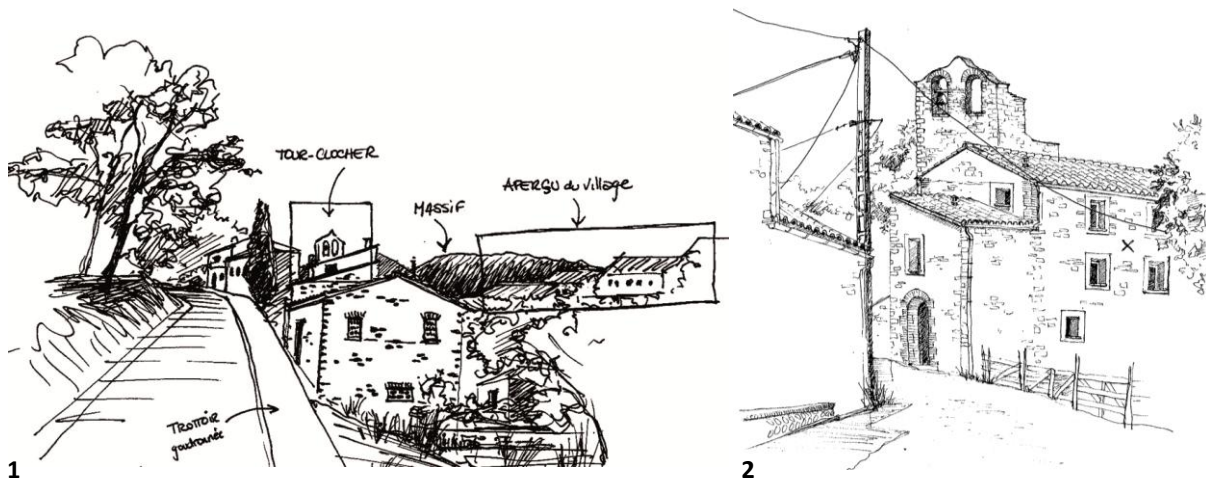 TOUR-CLOCHER
MASSIF
APERÇU du village
TROTTOIR
goudronné
1
2